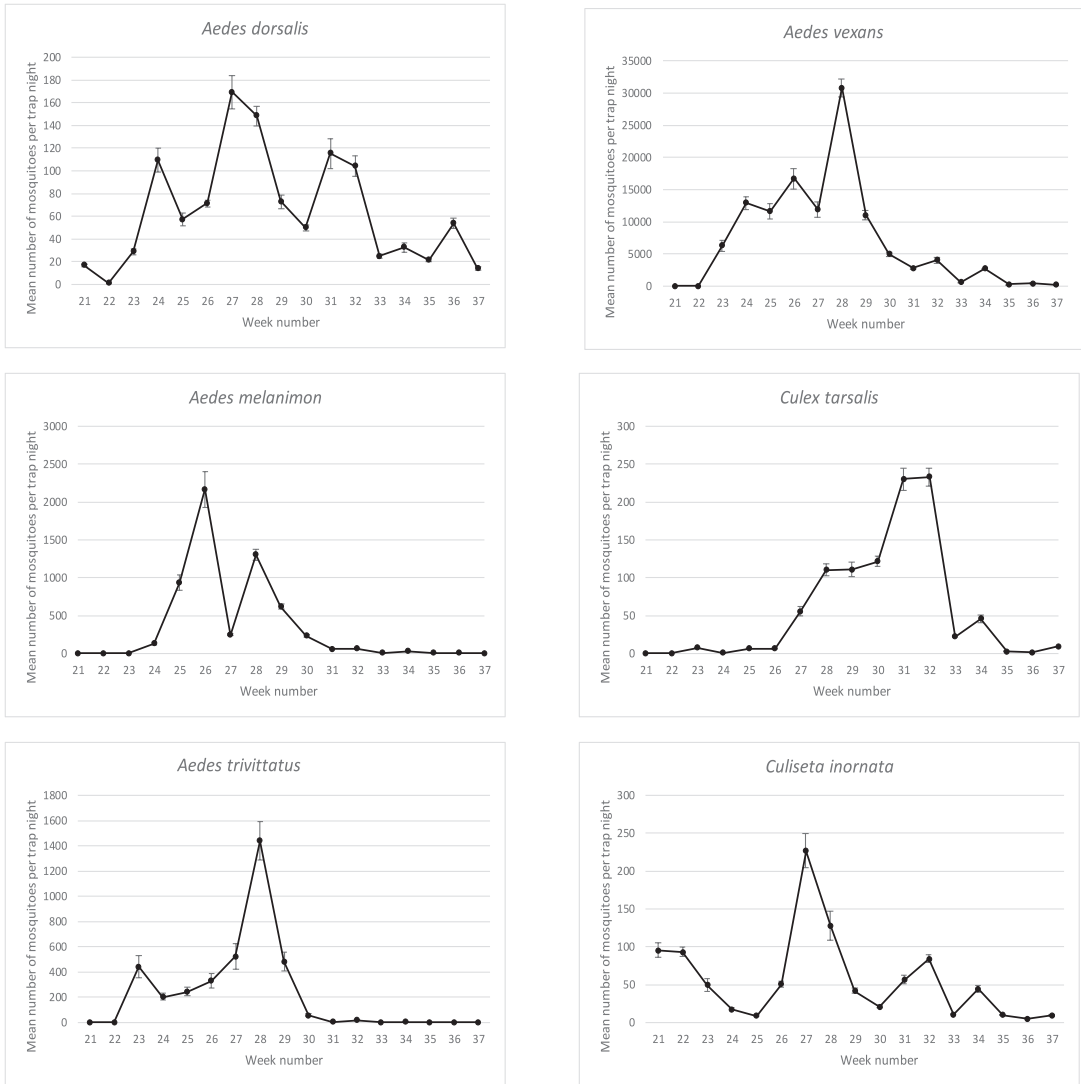 Aedes dorsalis
Mean number of mosquitoes per trap night
200
180
160
140
120
100
80
60
40
20
0
21 22 23 24 25 26 27 28 29 30 31 32 33 34 35 36 37
Week number
Aedes vexans
Mean number of mosquitoes per trap night
35000
30000
25000
20000
15000
10000
5000
0
21 22 23 24 25 26 27 28 29 30 31 32 33 34 35 36 37
Week number
Aedes melanimon
Mean number of mosquitoes per trap night
3000
2500
2000
1500
1000
500
0
21 22 23 24 25 26 27 28 29 30 31 32 33 34 35 36 37
Week number
Culex tarsalis
Mean number of mosquitoes per trap night
300
250
200
150
100
50
0
21 22 23 24 25 26 27 28 29 30 31 32 33 34 35 36 37
Week number
Aedes trivittatus
Mean number of mosquitoes per trap night
1800
1600
1400
1200
1000
800
600
400
200
0
21 22 23 24 25 26 27 28 29 30 31 32 33 34 35 36 37
Week number
Culiseta inornata
Mean number of mosquitoes per trap night
300
250
200
150
100
50
0
21 22 23 24 25 26 27 28 29 30 31 32 33 34 35 36 37
Week number